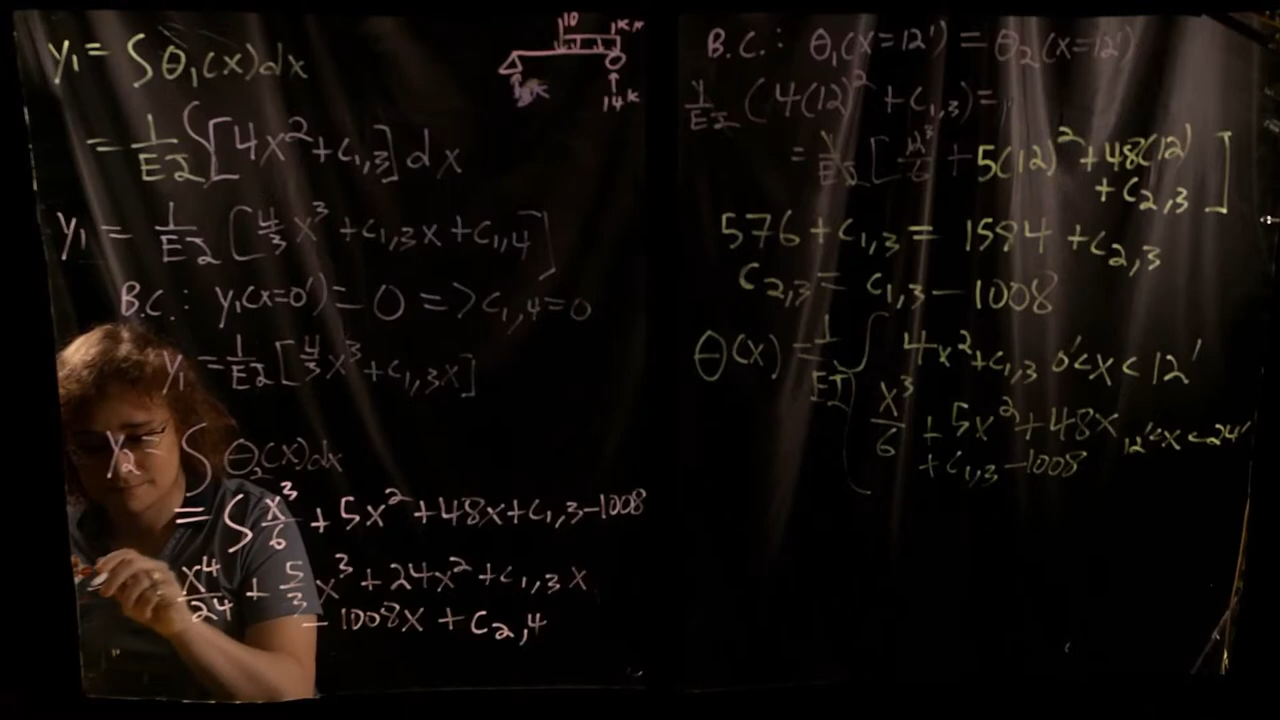 y₁ = ∫θ₁(x)dx
= 1/EI ∫[4x² + C₁,₃] dx
y₁ = 1/EI [4/3 x³ + C₁,₃x + C₁,₄]
B.C.: y₁(x=0') = 0 => C₁,₄ = 0
y₁ = 1/EI [4/3 x³ + C₁,₃x]
y₂ = ∫ θ₂(x)dx
= ∫ x³/6 + 5x² + 48x + C₁,₃ - 1008
x⁴/24 + 5/3 x³ + 24x² + C₁,₃ x
- 1008x + C₂,₄
10
14K
B.C.: θ₁(x=12') = θ₂(x=12')
1/EI (4(12)² + C₁,₃) =
= 1/EI [12³/6 + 5(12)² + 48(12)
+ C₂,₃]
576 + C₁,₃ = 1584 + C₂,₃
C₂,₃ = C₁,₃ - 1008
θ(x) = 1/EI { 4x² + C₁,₃ 0'<x<12'
x³/6 + 5x² + 48x 12'<x<24'
+ C₁,₃ - 1008